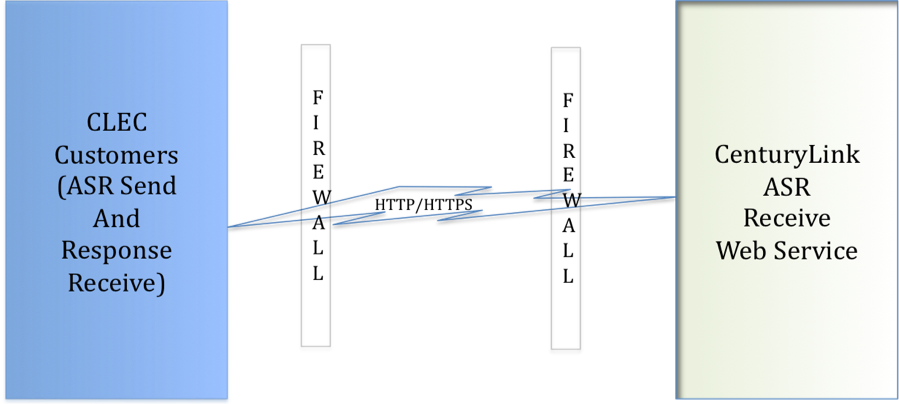 CLEC
Customers
(ASR Send
And
Response
Receive)
F
I
R
E
W
A
L
L
HTTP/HTTPS
F
I
R
E
W
A
L
L
CenturyLink
ASR
Receive
Web Service